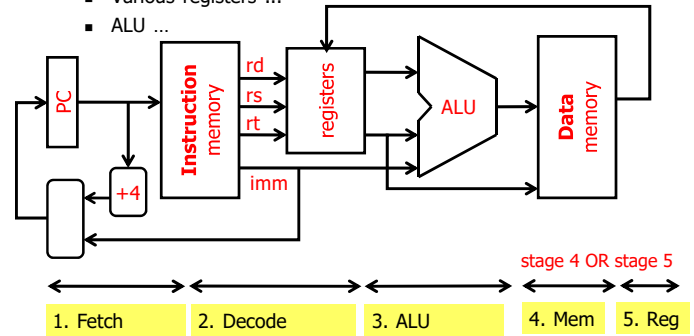 ▪ Various registers ...
▪ ALU ...
PC
+4
Instruction
memory
rd
rs
rt
imm
registers
ALU
Data
memory
stage 4 OR stage 5
1. Fetch
2. Decode
3. ALU
4. Mem
5. Reg